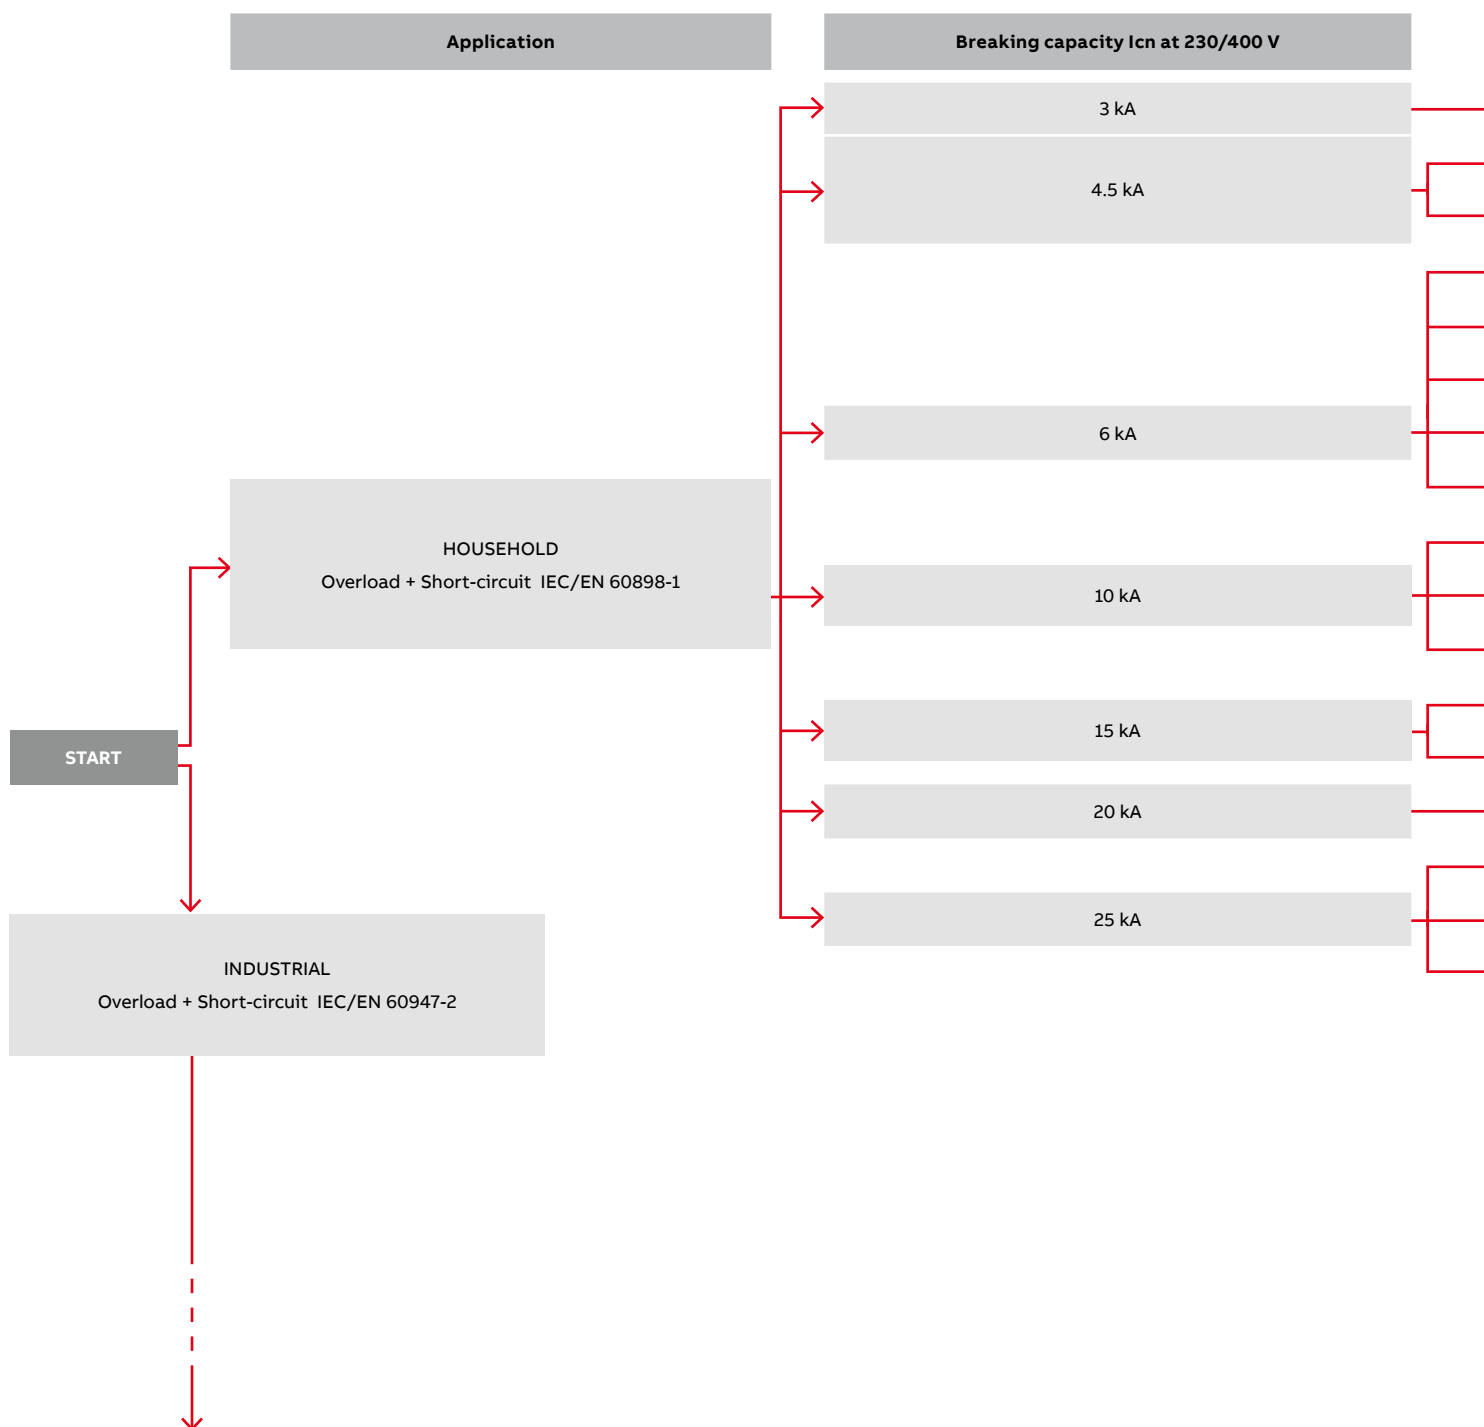 Application
Breaking capacity Icn at 230/400 V
3 kA
4.5 kA
6 kA
HOUSEHOLD
Overload + Short-circuit IEC/EN 60898-1
10 kA
15 kA
START
20 kA
25 kA
INDUSTRIAL
Overload + Short-circuit IEC/EN 60947-2